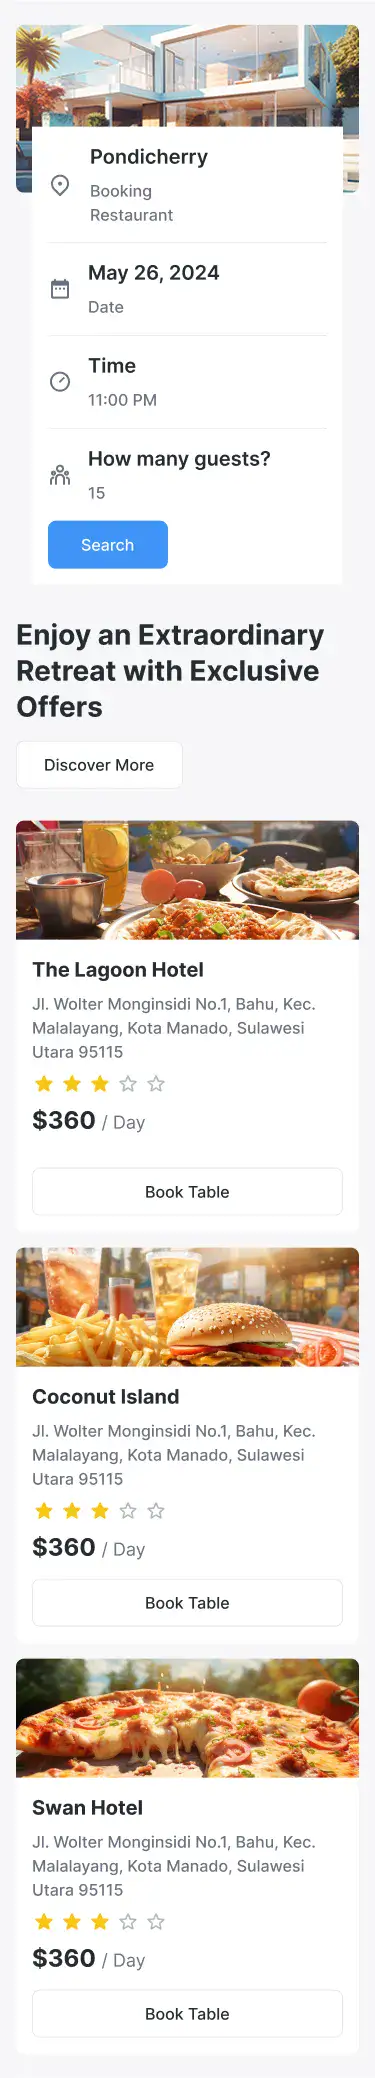 Pondicherry
Booking
Restaurant
May 26, 2024
Date
Time
11:00 PM
How many guests?
15
Search
Enjoy an Extraordinary
Retreat with Exclusive
Offers
Discover More
The Lagoon Hotel
Jl. Wolter Monginsidi No.1, Bahu, Kec.
Malalayang, Kota Manado, Sulawesi
Utara 95115
$360 / Day
Book Table
Coconut Island
Jl. Wolter Monginsidi No.1, Bahu, Kec.
Malalayang, Kota Manado, Sulawesi
Utara 95115
$360 / Day
Book Table
Swan Hotel
Jl. Wolter Monginsidi No.1, Bahu, Kec.
Malalayang, Kota Manado, Sulawesi
Utara 95115
$360 / Day
Book Table